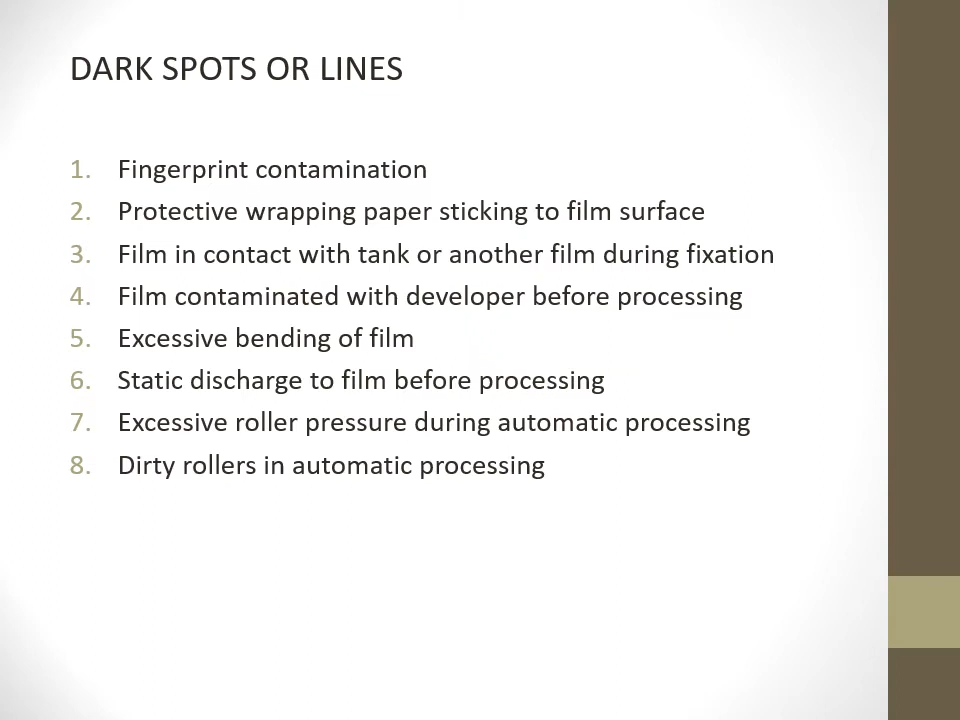 DARK SPOTS OR LINES
1. Fingerprint contamination
2. Protective wrapping paper sticking to film surface
3. Film in contact with tank or another film during fixation
4. Film contaminated with developer before processing
5. Excessive bending of film
6. Static discharge to film before processing
7. Excessive roller pressure during automatic processing
8. Dirty rollers in automatic processing